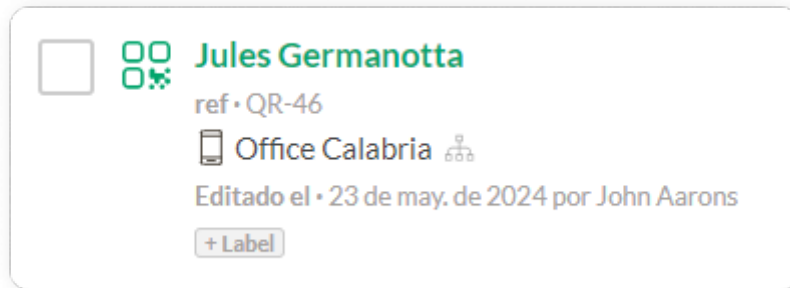 Jules Germanotta
ref • QR-46
Office Calabria
Editado el • 23 de may. de 2024 por John Aarons
+ Label